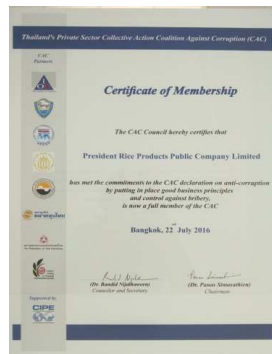 Thailand's Private Sector Collective Action Coalition Against Corruption (CAC)
CAC
Partners
Certificate of Membership
The CAC Council hereby certifies that
President Rice Products Public Company Limited
has met the commitments to the CAC declaration on anti-corruption
by putting in place good business principles
and control against bribery,
is now a full member of the CAC
Bangkok, 22 July 2016
(Dr. Bandid Nijathaworn)
Councilor and Secretary
(Dr. Panas Simasathien)
Chairman
Supported by
CIPE